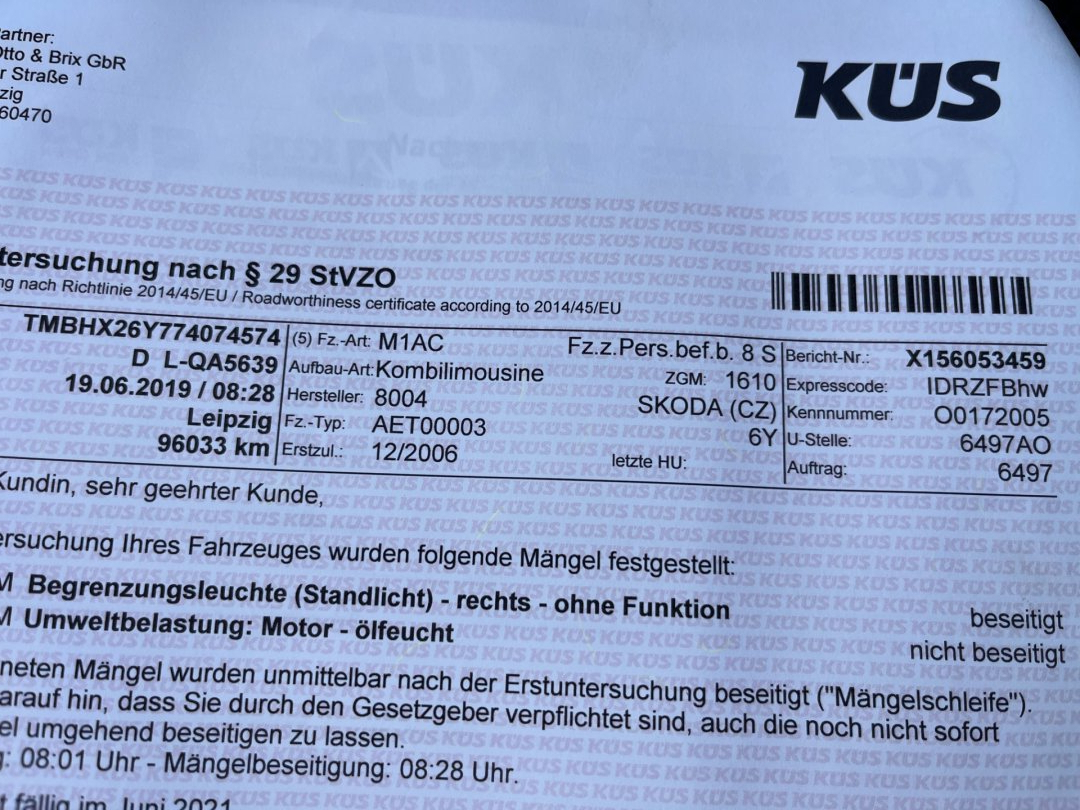 artner:
Otto & Brix GbR
r Straße 1
zig
60470
KÜS
tersuchung nach § 29 StVZO
ng nach Richtlinie 2014/45/EU / Roadworthiness certificate according to 2014/45/EU
TMBHX26Y774074574 (5) Fz.-Art: M1AC Fz.z.Pers.bef.b. 8 S Bericht-Nr.: X156053459
D L-QA5639 Aufbau-Art: Kombilimousine ZGM: 1610 Expresscode: IDRZFBhw
19.06.2019 / 08:28 Hersteller: 8004 SKODA (CZ) Kennnummer: O0172005
Leipzig Fz.-Typ: AET00003 6Y U-Stelle: 6497AO
96033 km Erstzul.: 12/2006 letzte HU: Auftrag: 6497
Kundin, sehr geehrter Kunde,
ersuchung Ihres Fahrzeuges wurden folgende Mängel festgestellt:
M Begrenzungsleuchte (Standlicht) - rechts - ohne Funktion beseitigt
M Umweltbelastung: Motor - ölfeucht nicht beseitigt
neten Mängel wurden unmittelbar nach der Erstuntersuchung beseitigt ("Mängelschleife").
arauf hin, dass Sie durch den Gesetzgeber verpflichtet sind, auch die noch nicht sofort
el umgehend beseitigen zu lassen.
g: 08:01 Uhr - Mängelbeseitigung: 08:28 Uhr.
t fällig im Juni 2021